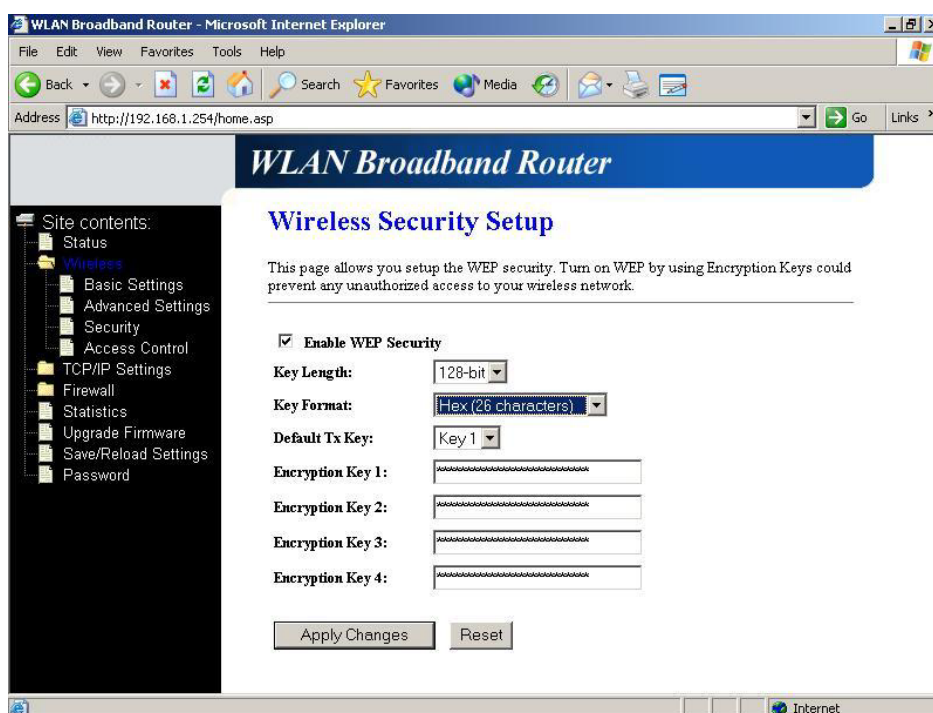 WLAN Broadband Router - Microsoft Internet Explorer
File Edit View Favorites Tools Help
Back Search Favorites Media
Address http://192.168.1.254/home.asp Go Links
WLAN Broadband Router
Site contents:
Status
Wireless
Basic Settings
Advanced Settings
Security
Access Control
TCP/IP Settings
Firewall
Statistics
Upgrade Firmware
Save/Reload Settings
Password
Wireless Security Setup
This page allows you setup the WEP security. Turn on WEP by using Encryption Keys could
prevent any unauthorized access to your wireless network.
Enable WEP Security
Key Length: 128-bit
Key Format: Hex (26 characters)
Default Tx Key: Key 1
Encryption Key 1: **************************
Encryption Key 2: **************************
Encryption Key 3: **************************
Encryption Key 4: **************************
Apply Changes Reset
Internet